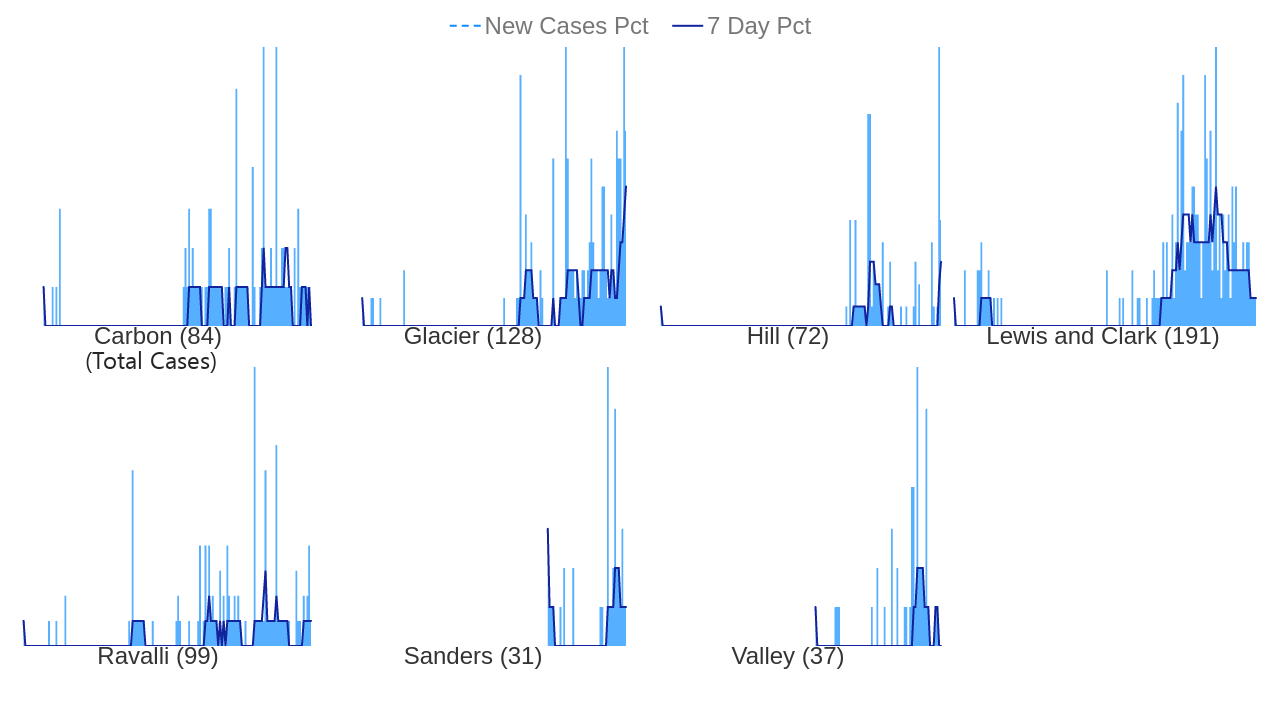 New Cases Pct 7 Day Pct
Carbon (84) Glacier (128) Hill (72) Lewis and Clark (191)
(Total Cases)
Ravalli (99) Sanders (31) Valley (37)